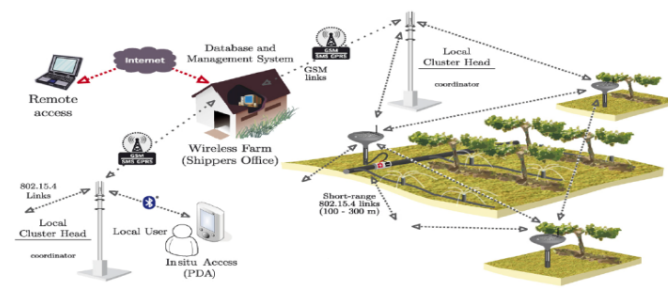 Internet
Remote
access
Database and
Management System
GSM
SMS GPRS
GSM
links
Wireless Farm
(Shippers Office)
Local
Cluster Head
coordinator
GSM
SMS GPRS
802.15.4
Links
Local
Cluster Head
coordinator
Local User
Insitu Access
(PDA)
Short-range
802.15.4 links
(100 - 300 m)